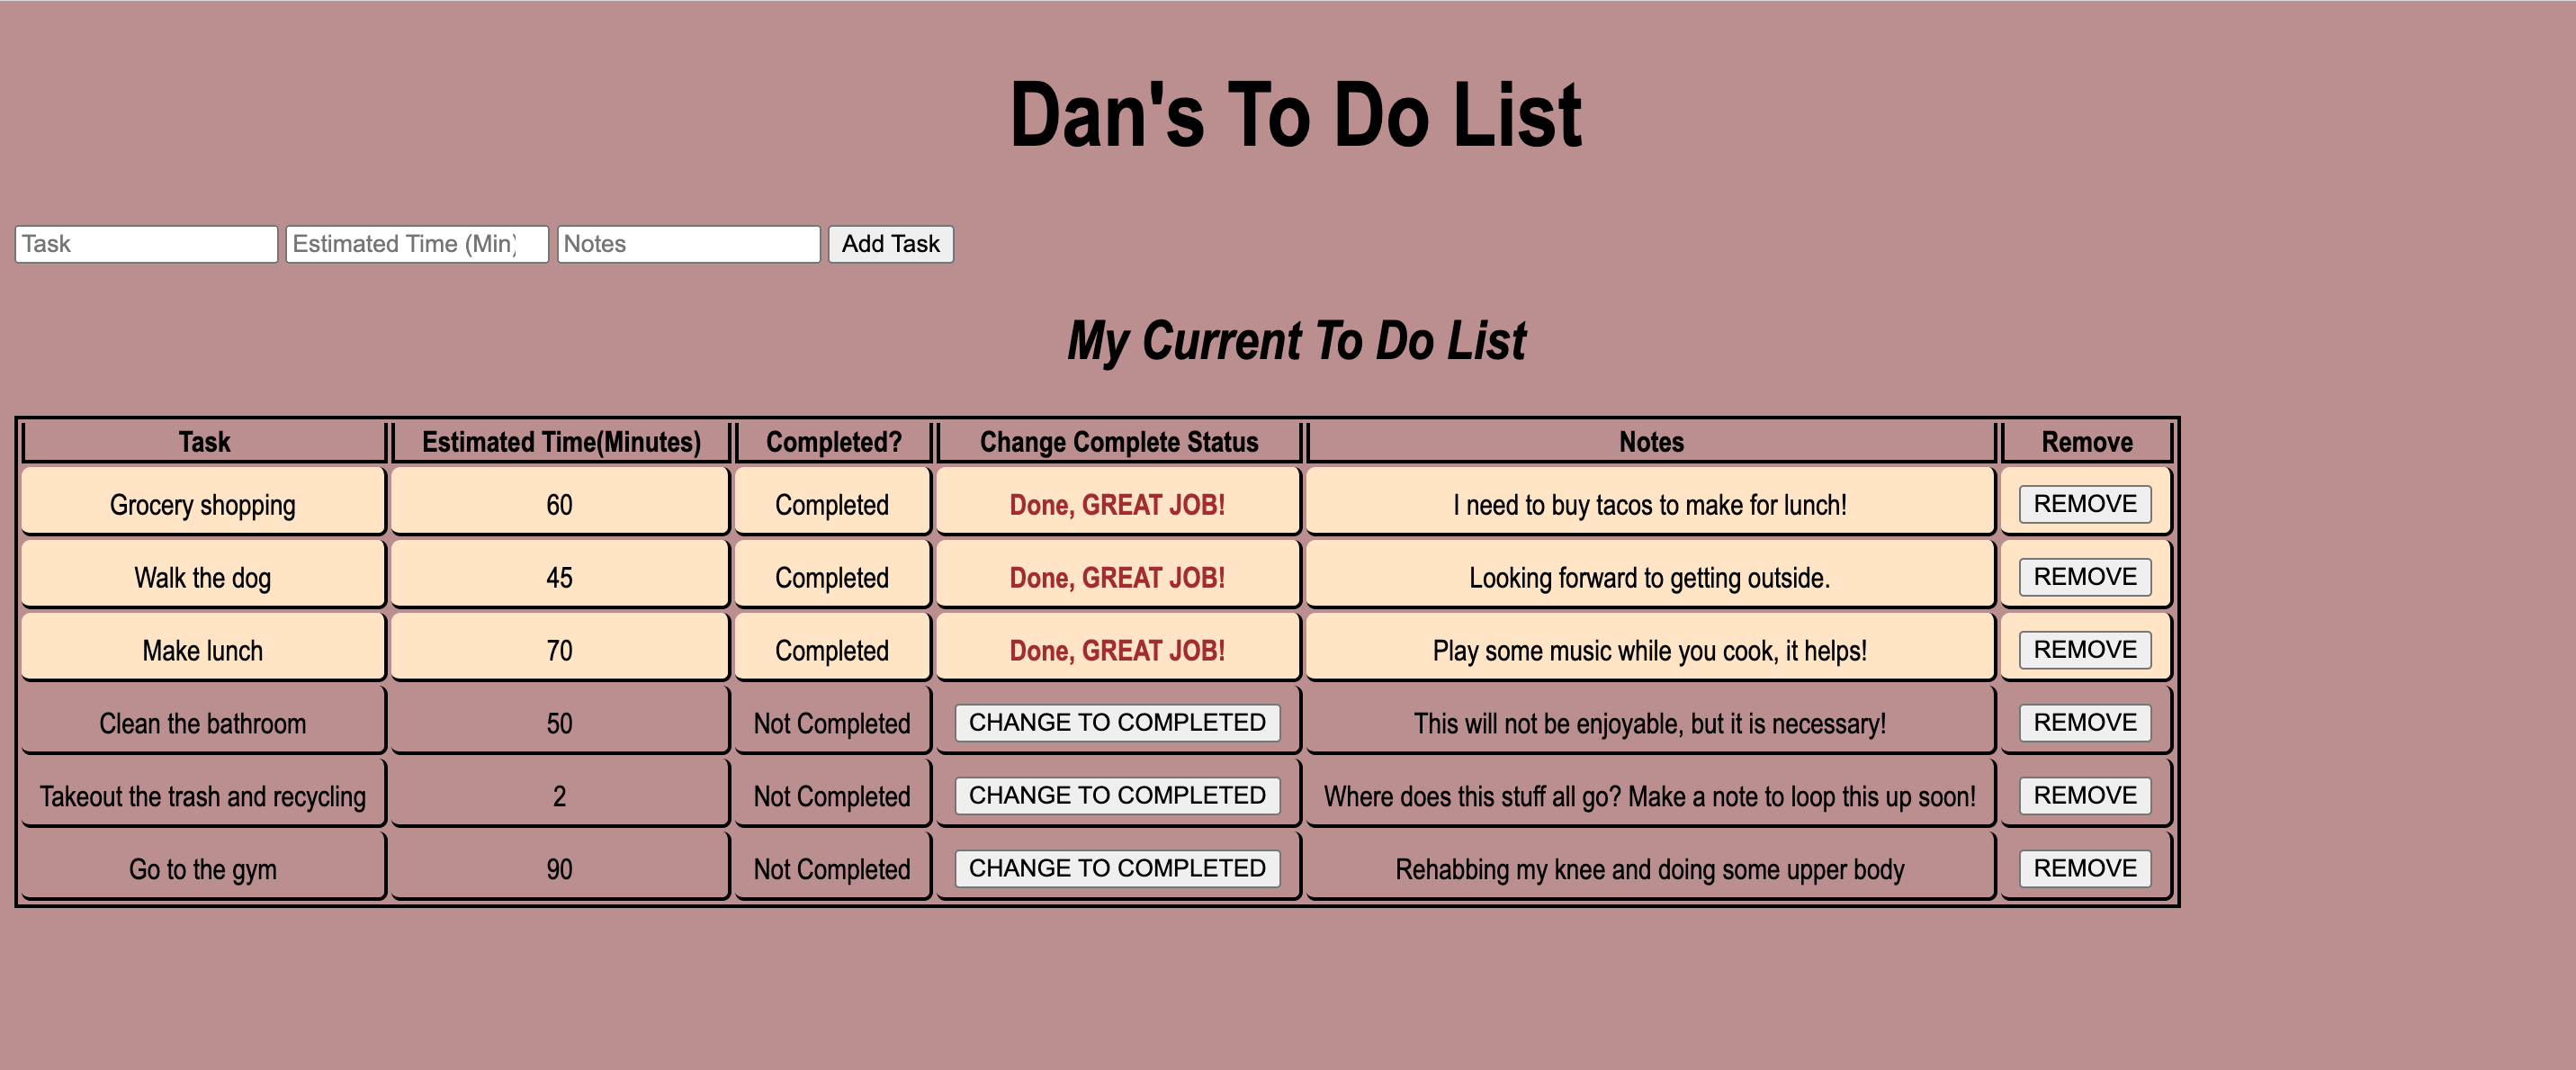 Dan's To Do List
Task Estimated Time (Min) Notes Add Task
My Current To Do List
Task Estimated Time(Minutes) Completed? Change Complete Status Notes Remove
Grocery shopping 60 Completed Done, GREAT JOB! I need to buy tacos to make for lunch! REMOVE
Walk the dog 45 Completed Done, GREAT JOB! Looking forward to getting outside. REMOVE
Make lunch 70 Completed Done, GREAT JOB! Play some music while you cook, it helps! REMOVE
Clean the bathroom 50 Not Completed CHANGE TO COMPLETED This will not be enjoyable, but it is necessary! REMOVE
Takeout the trash and recycling 2 Not Completed CHANGE TO COMPLETED Where does this stuff all go? Make a note to loop this up soon! REMOVE
Go to the gym 90 Not Completed CHANGE TO COMPLETED Rehabbing my knee and doing some upper body REMOVE